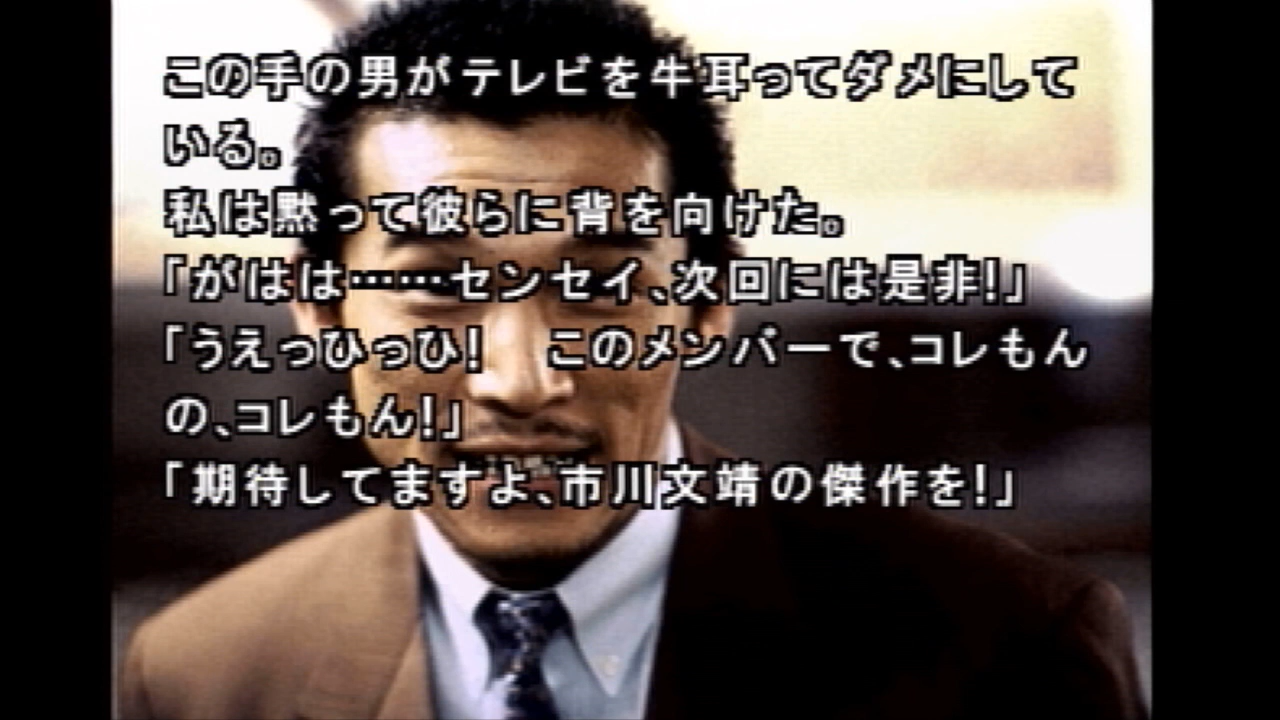 この手の男がテレビを牛耳ってダメにして
いる。
私は黙って彼らに背を向けた。
「がはは……センセイ、次回には是非!」
「うえっひっひ!　このメンバーで、コレもん
の、コレもん!」
「期待してますよ、市川文靖の傑作を!」